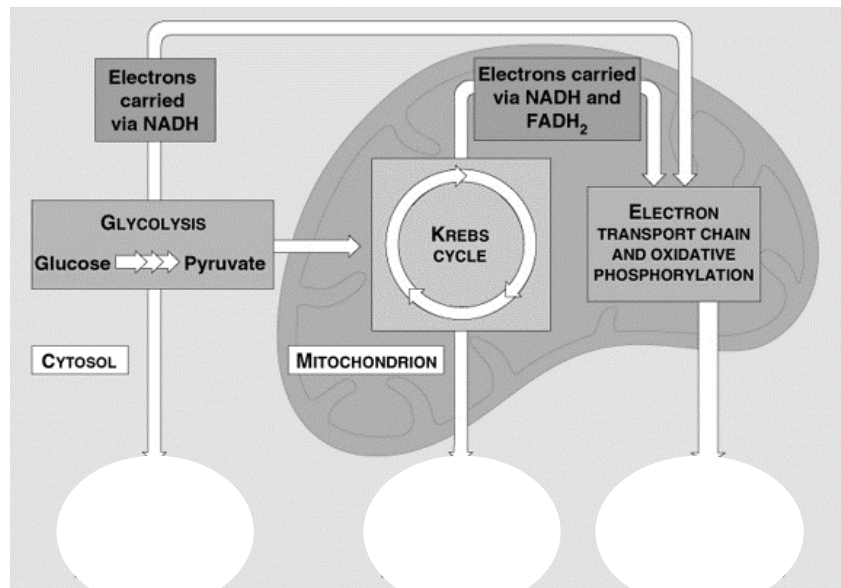 Electrons
carried
via NADH
Electrons carried
via NADH and
FADH₂
GLYCOLYSIS
Glucose Pyruvate
KREBS
CYCLE
ELECTRON
TRANSPORT CHAIN
AND OXIDATIVE
PHOSPHORYLATION
CYTOSOL
MITOCHONDRION